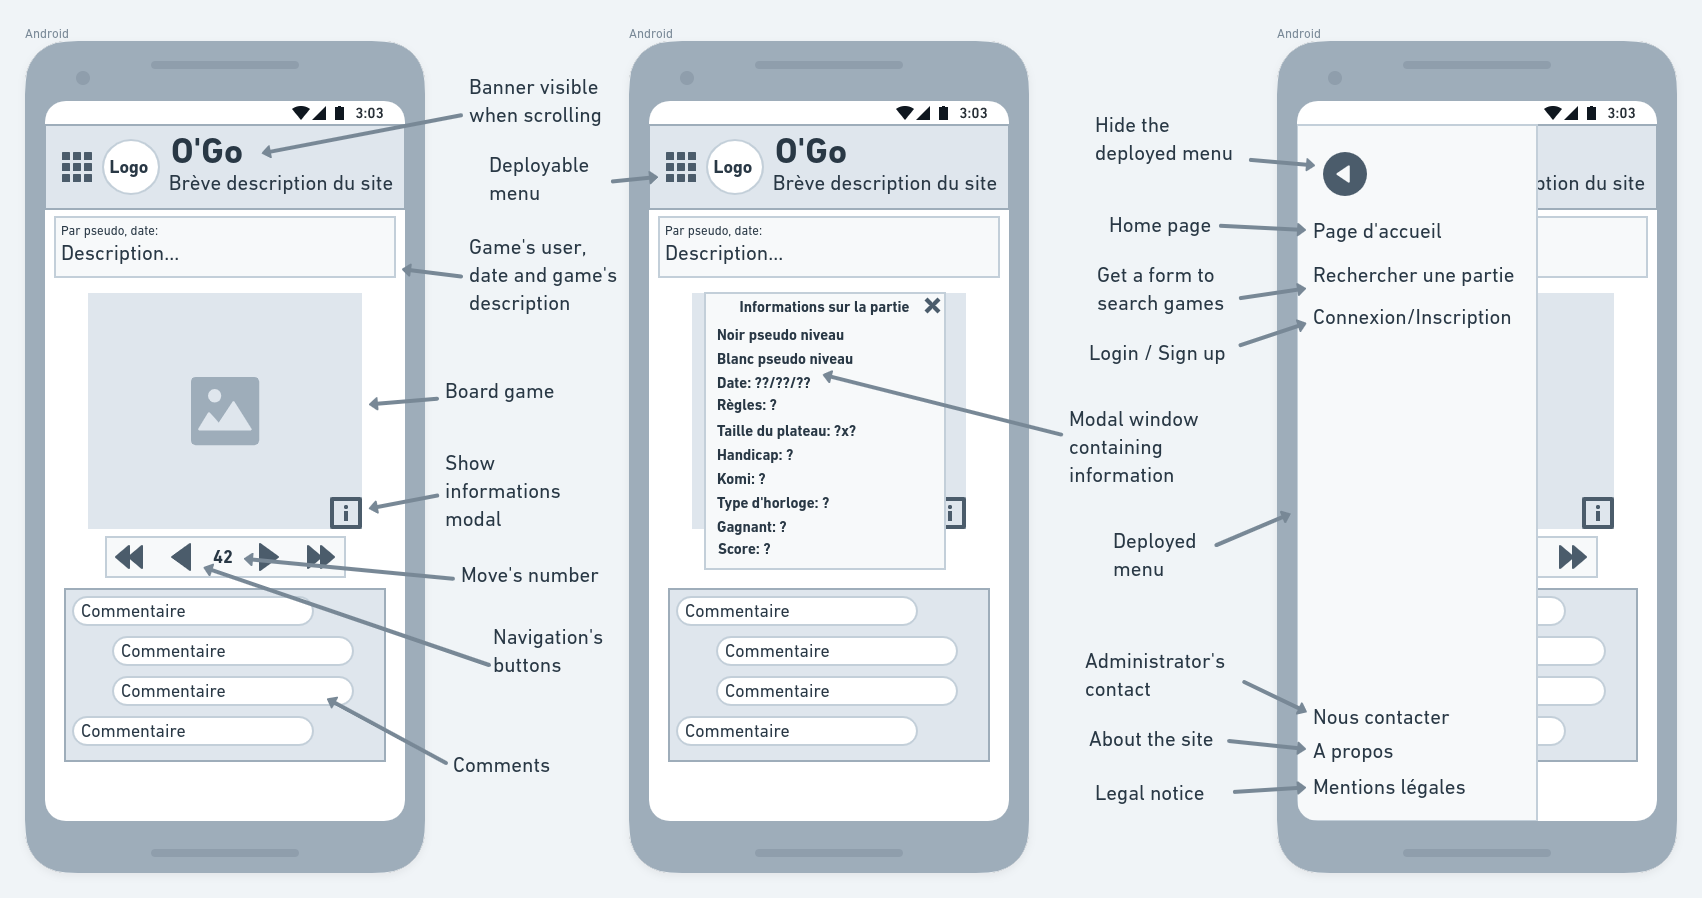 Android
3:03
Logo
O'Go
Brève description du site
Par pseudo, date:
Description...
42
Commentaire
Commentaire
Commentaire
Commentaire
Banner visible
when scrolling
Deployable
menu
Game's user,
date and game's
description
Board game
Show
informations
modal
Move's number
Navigation's
buttons
Comments
Android
3:03
Logo
O'Go
Brève description du site
Par pseudo, date:
Description...
Informations sur la partie
Noir pseudo niveau
Blanc pseudo niveau
Date: ??/??/??
Règles: ?
Taille du plateau: ?x?
Handicap: ?
Komi: ?
Type d'horloge: ?
Gagnant: ?
Score: ?
Commentaire
Commentaire
Commentaire
Commentaire
Hide the
deployed menu
Home page
Get a form to
search games
Login / Sign up
Modal window
containing
information
Deployed
menu
Administrator's
contact
About the site
Legal notice
Android
3:03
ption du site
Page d'accueil
Rechercher une partie
Connexion/Inscription
Nous contacter
A propos
Mentions légales